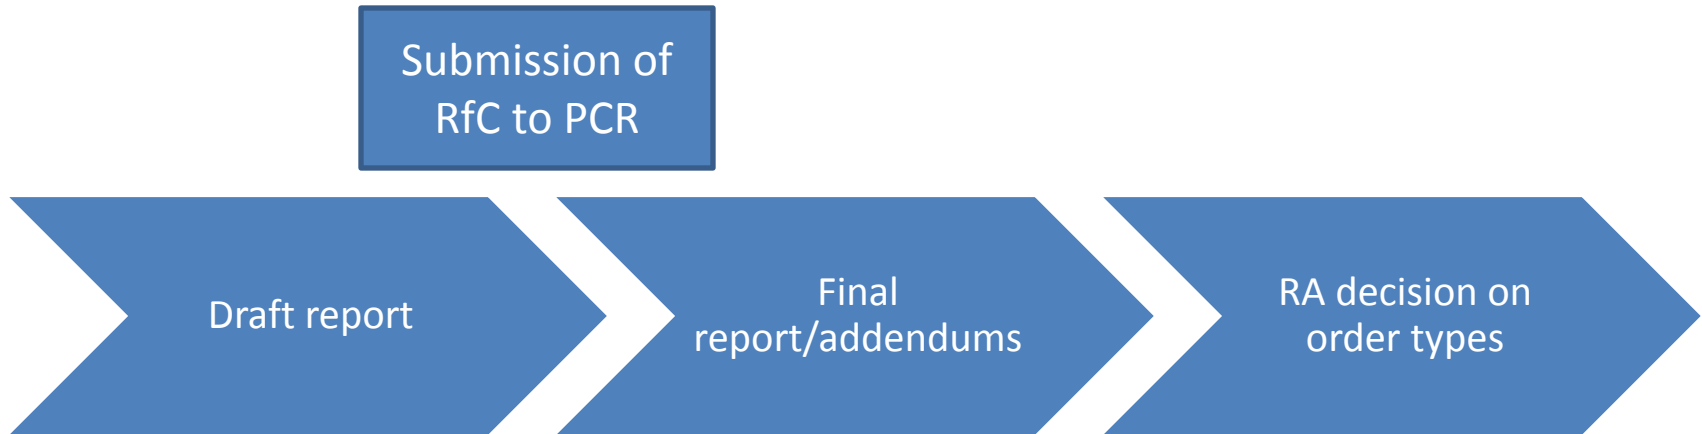 Submission of
RfC to PCR
Draft report
Final
report/addendums
RA decision on
order types